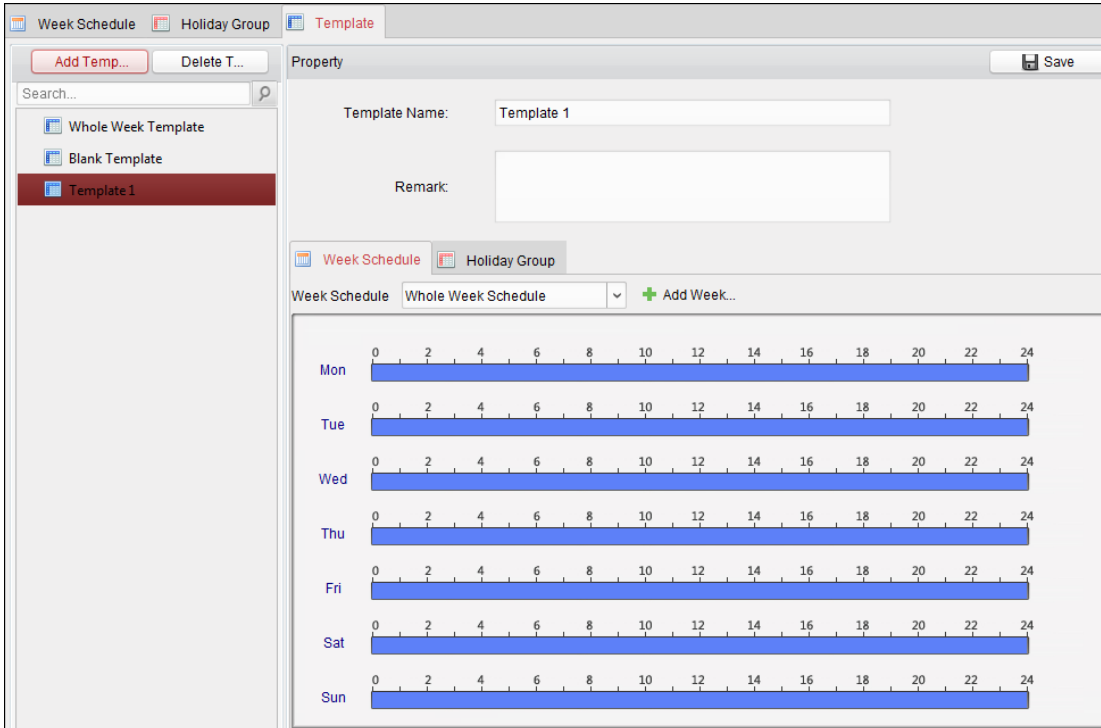 Week Schedule Holiday Group Template
Add Temp... Delete T... Property Save
Search...
Template Name: Template 1
Whole Week Template
Blank Template
Remark:
Template 1
Week Schedule Holiday Group
Week Schedule Whole Week Schedule Add Week...
0 2 4 6 8 10 12 14 16 18 20 22 24
Mon
0 2 4 6 8 10 12 14 16 18 20 22 24
Tue
0 2 4 6 8 10 12 14 16 18 20 22 24
Wed
0 2 4 6 8 10 12 14 16 18 20 22 24
Thu
0 2 4 6 8 10 12 14 16 18 20 22 24
Fri
0 2 4 6 8 10 12 14 16 18 20 22 24
Sat
0 2 4 6 8 10 12 14 16 18 20 22 24
Sun